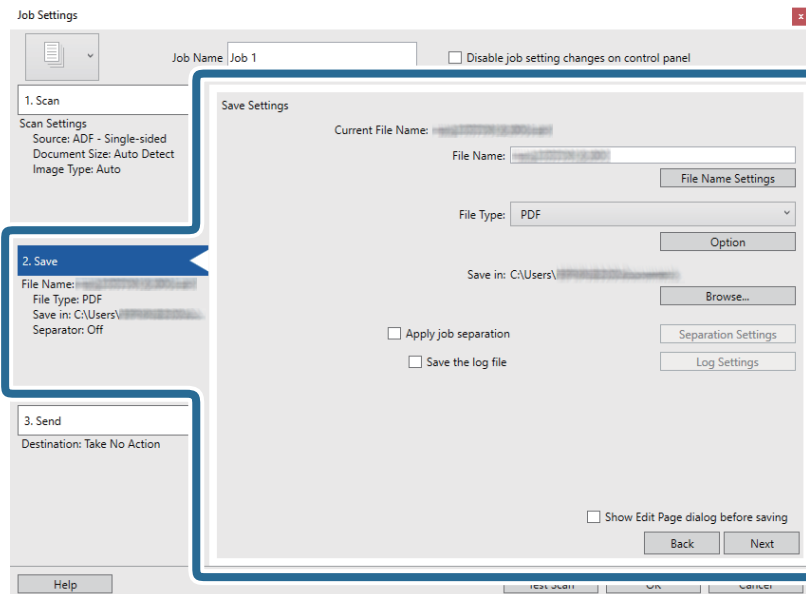 Job Settings
x
Job Name Job 1
Disable job setting changes on control panel
1. Scan
Scan Settings
Source: ADF - Single-sided
Document Size: Auto Detect
Image Type: Auto
2. Save
File Name:
File Type: PDF
Save in: C:\Users\
Separator: Off
3. Send
Destination: Take No Action
Save Settings
Current File Name:
File Name:
File Name Settings
File Type: PDF
Option
Save in: C:\Users\
Browse...
Apply job separation
Separation Settings
Save the log file
Log Settings
Show Edit Page dialog before saving
Back
Next
Help
Test Scan
OK
Cancel